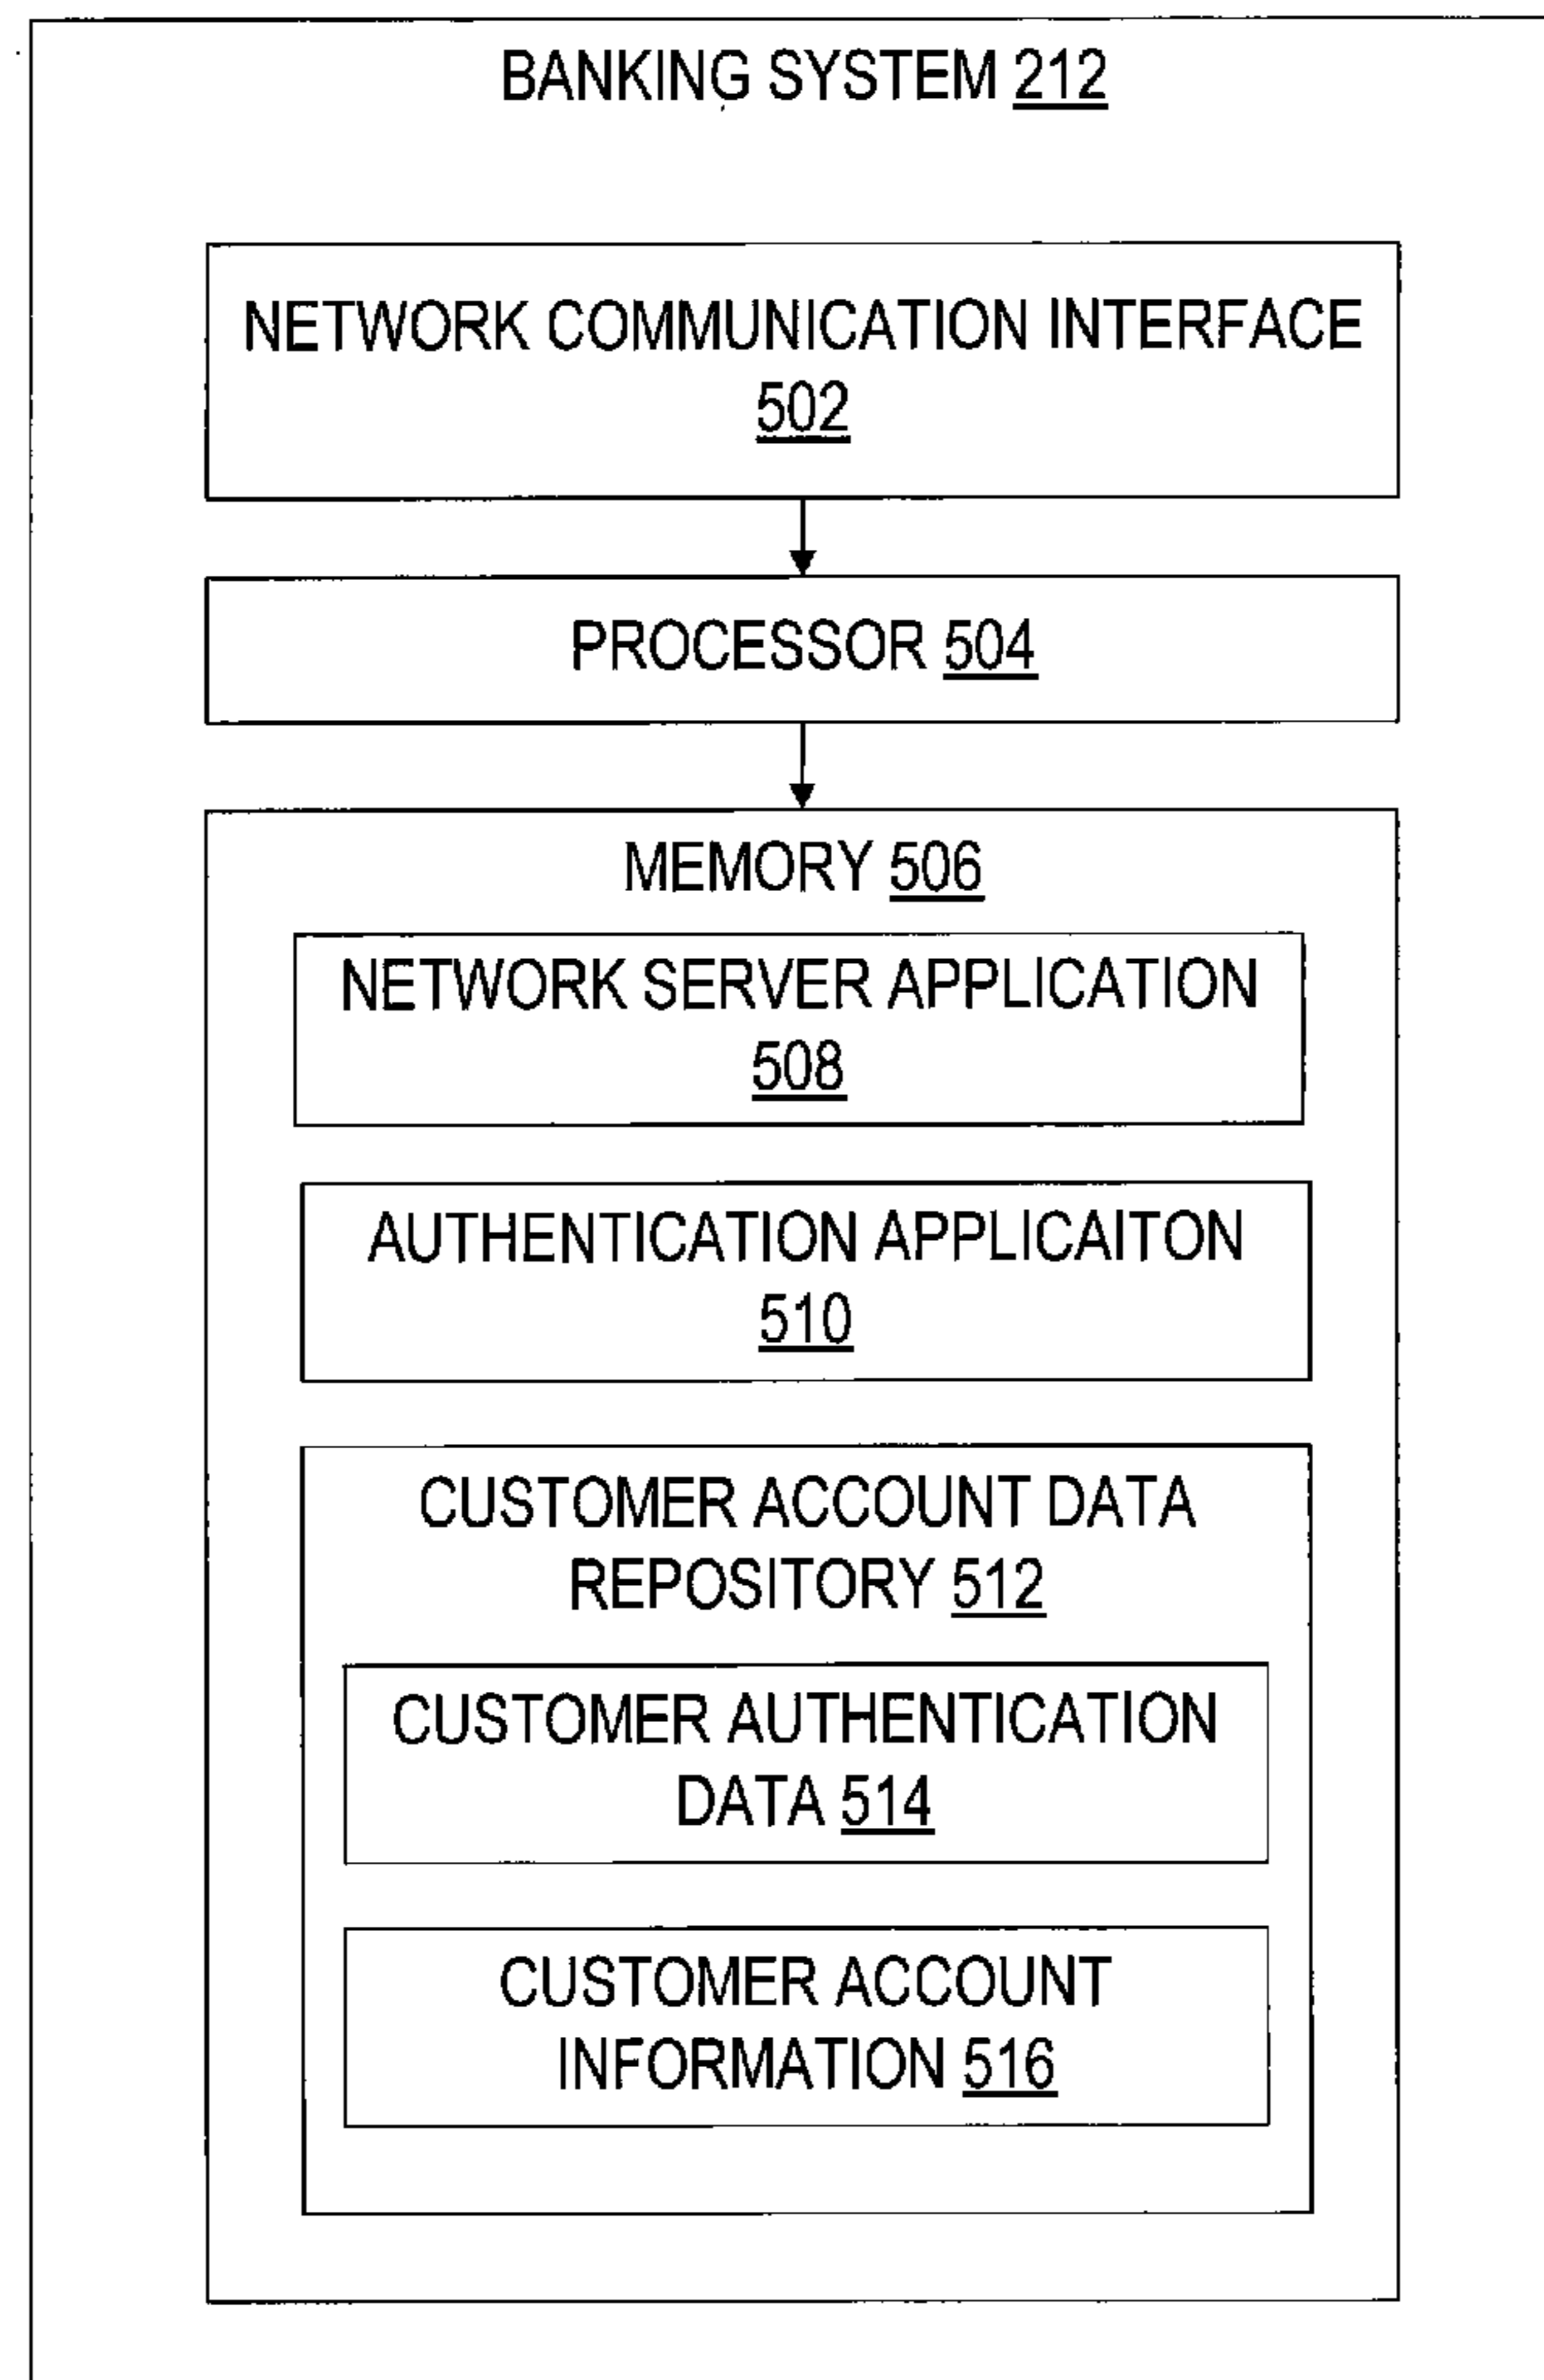 BANKING SYSTEM 212
NETWORK COMMUNICATION INTERFACE
502
PROCESSOR 504
MEMORY 506
NETWORK SERVER APPLICATION
508
AUTHENTICATION APPLICAITON
510
CUSTOMER ACCOUNT DATA
REPOSITORY 512
CUSTOMER AUTHENTICATION
DATA 514
CUSTOMER ACCOUNT
INFORMATION 516